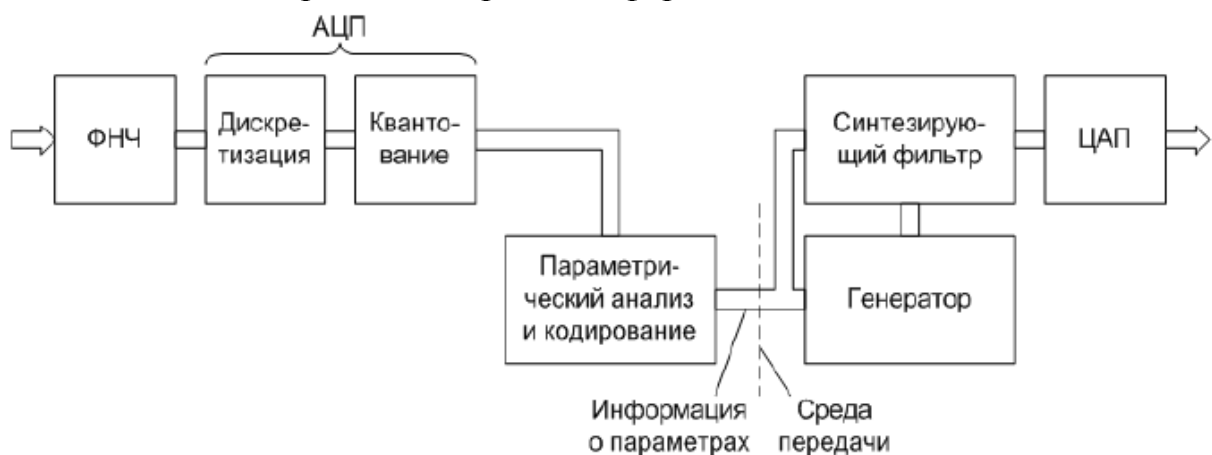 АЦП
ФНЧ
Дискре-
тизация
Кванто-
вание
Синтезирую-
щий фильтр
ЦАП
Параметри-
ческий анализ
и кодирование
Генератор
Информация
о параметрах
Среда
передачи